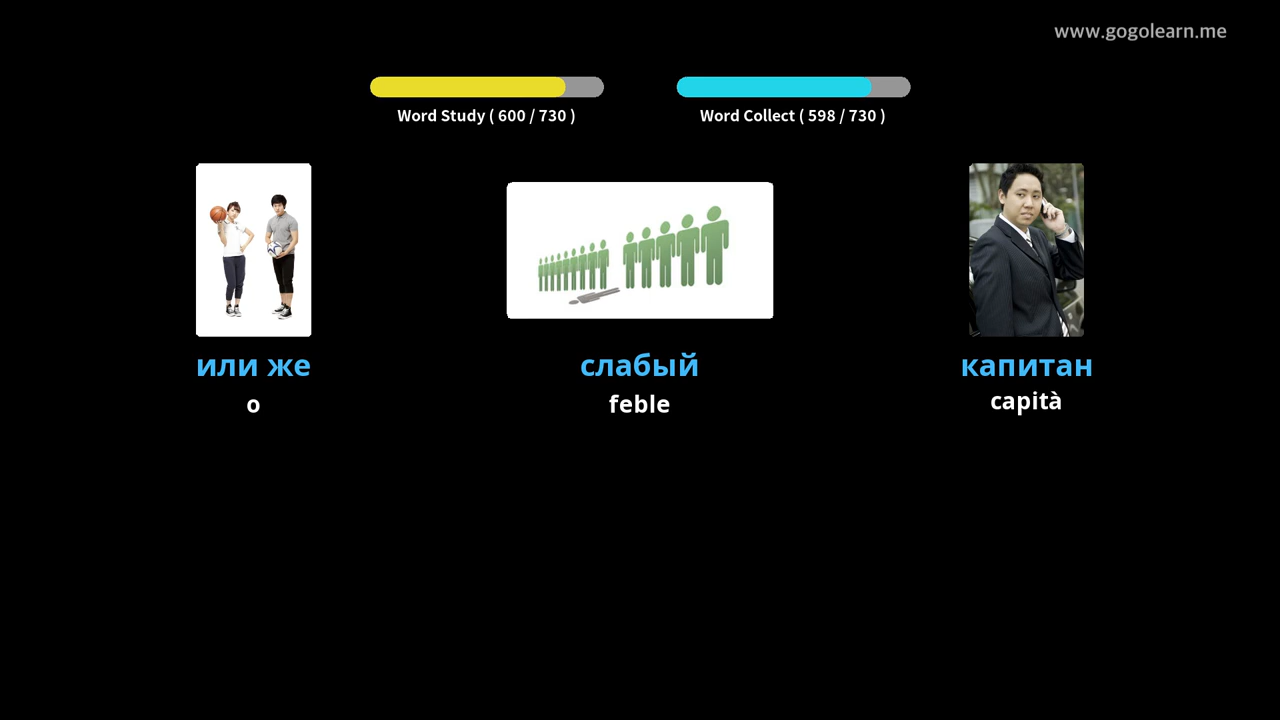 www.gogolearn.me
Word Study ( 600 / 730 )
Word Collect ( 598 / 730 )
или же
слабый
капитан
o
feble
capità